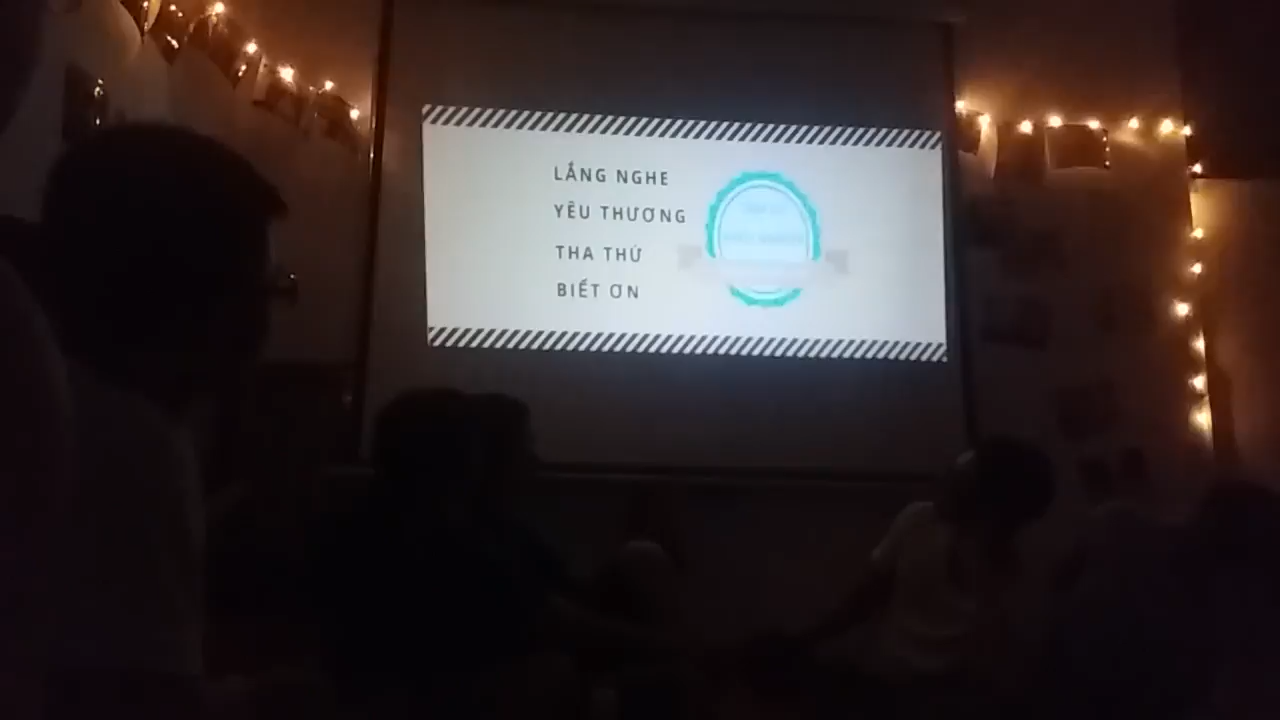 LẮNG NGHE
YÊU THƯƠNG
THA THỨ
BIẾT ƠN